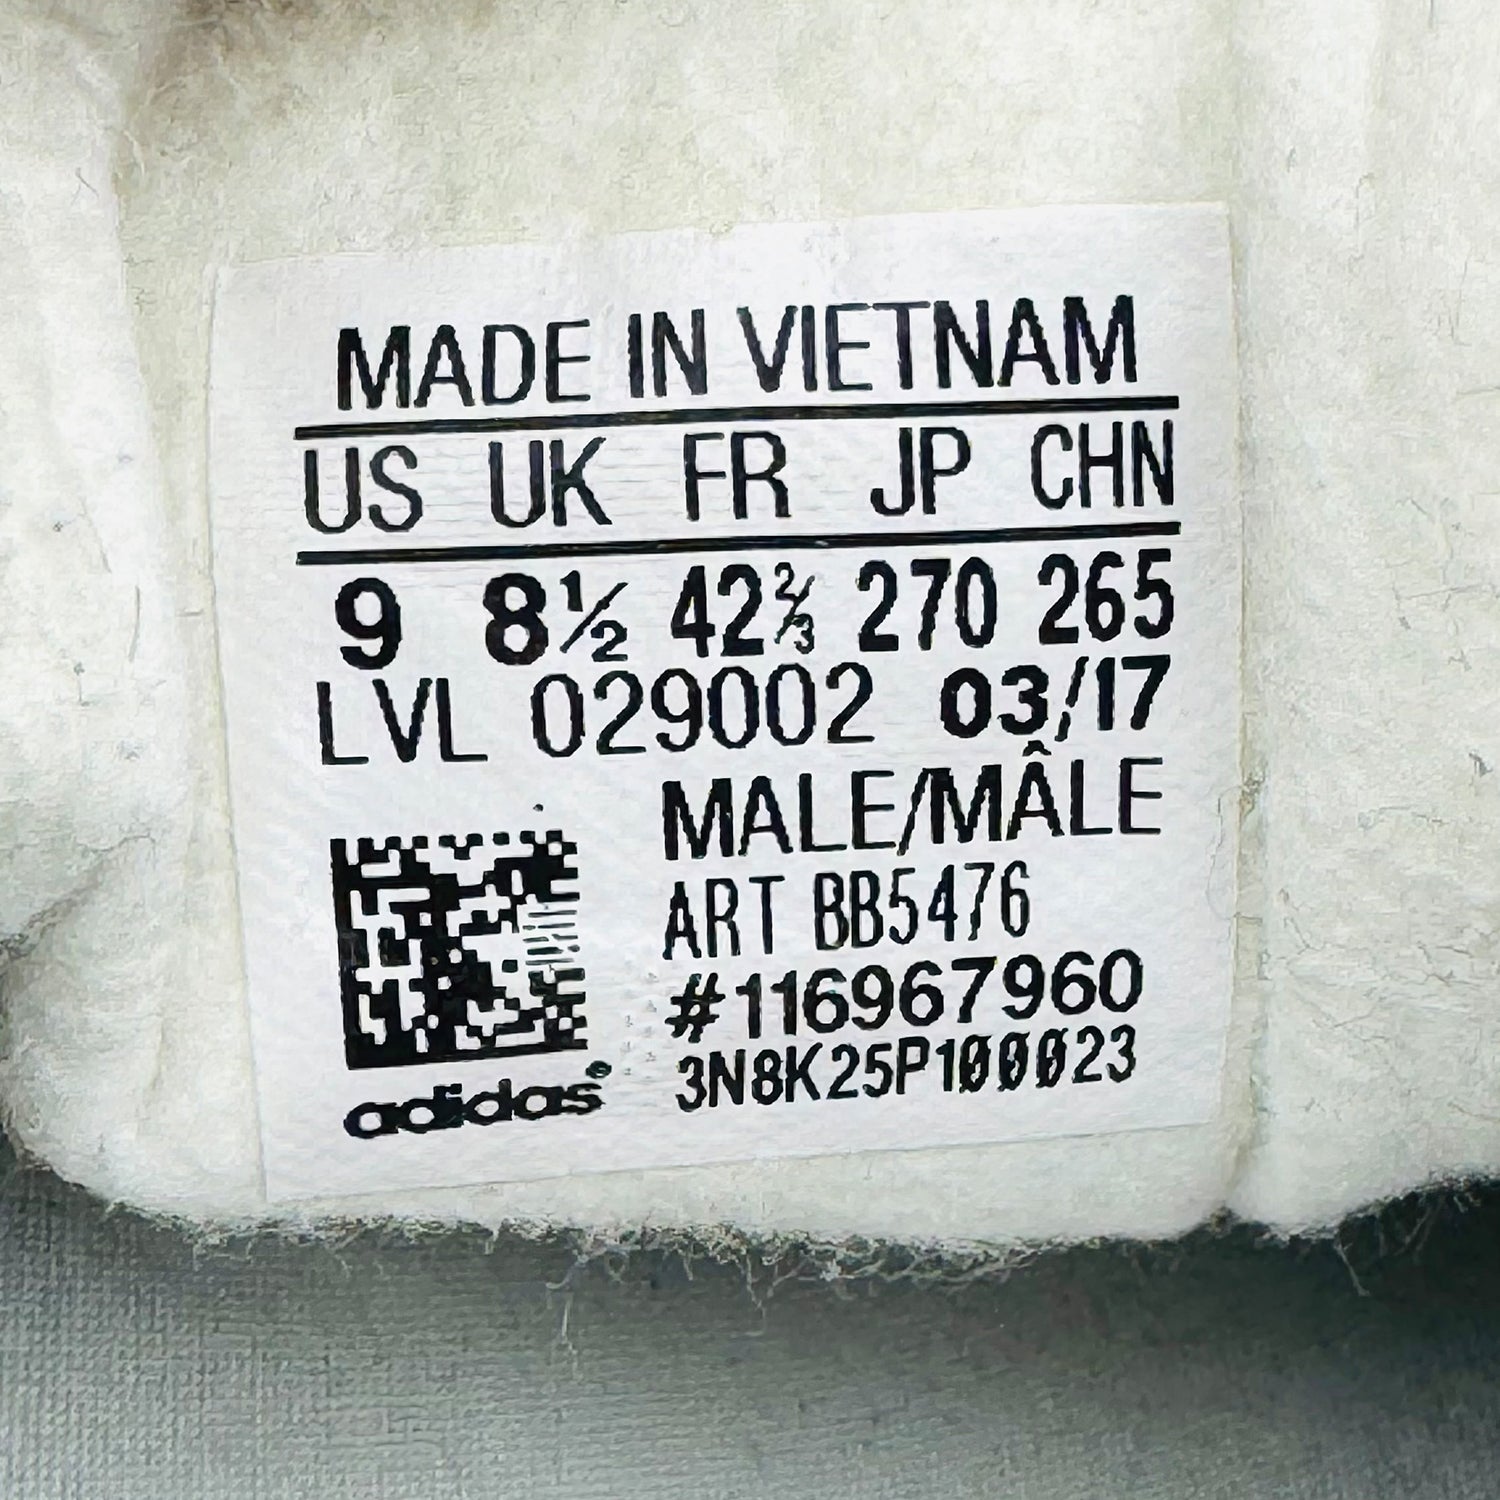 MADE IN VIETNAM
US UK FR JP CHN
9 8½ 42⅔ 270 265
LVL 029002 03/17
MALE/MÂLE
ART BB5476
#116967960
3N8K25P100023
adidas®